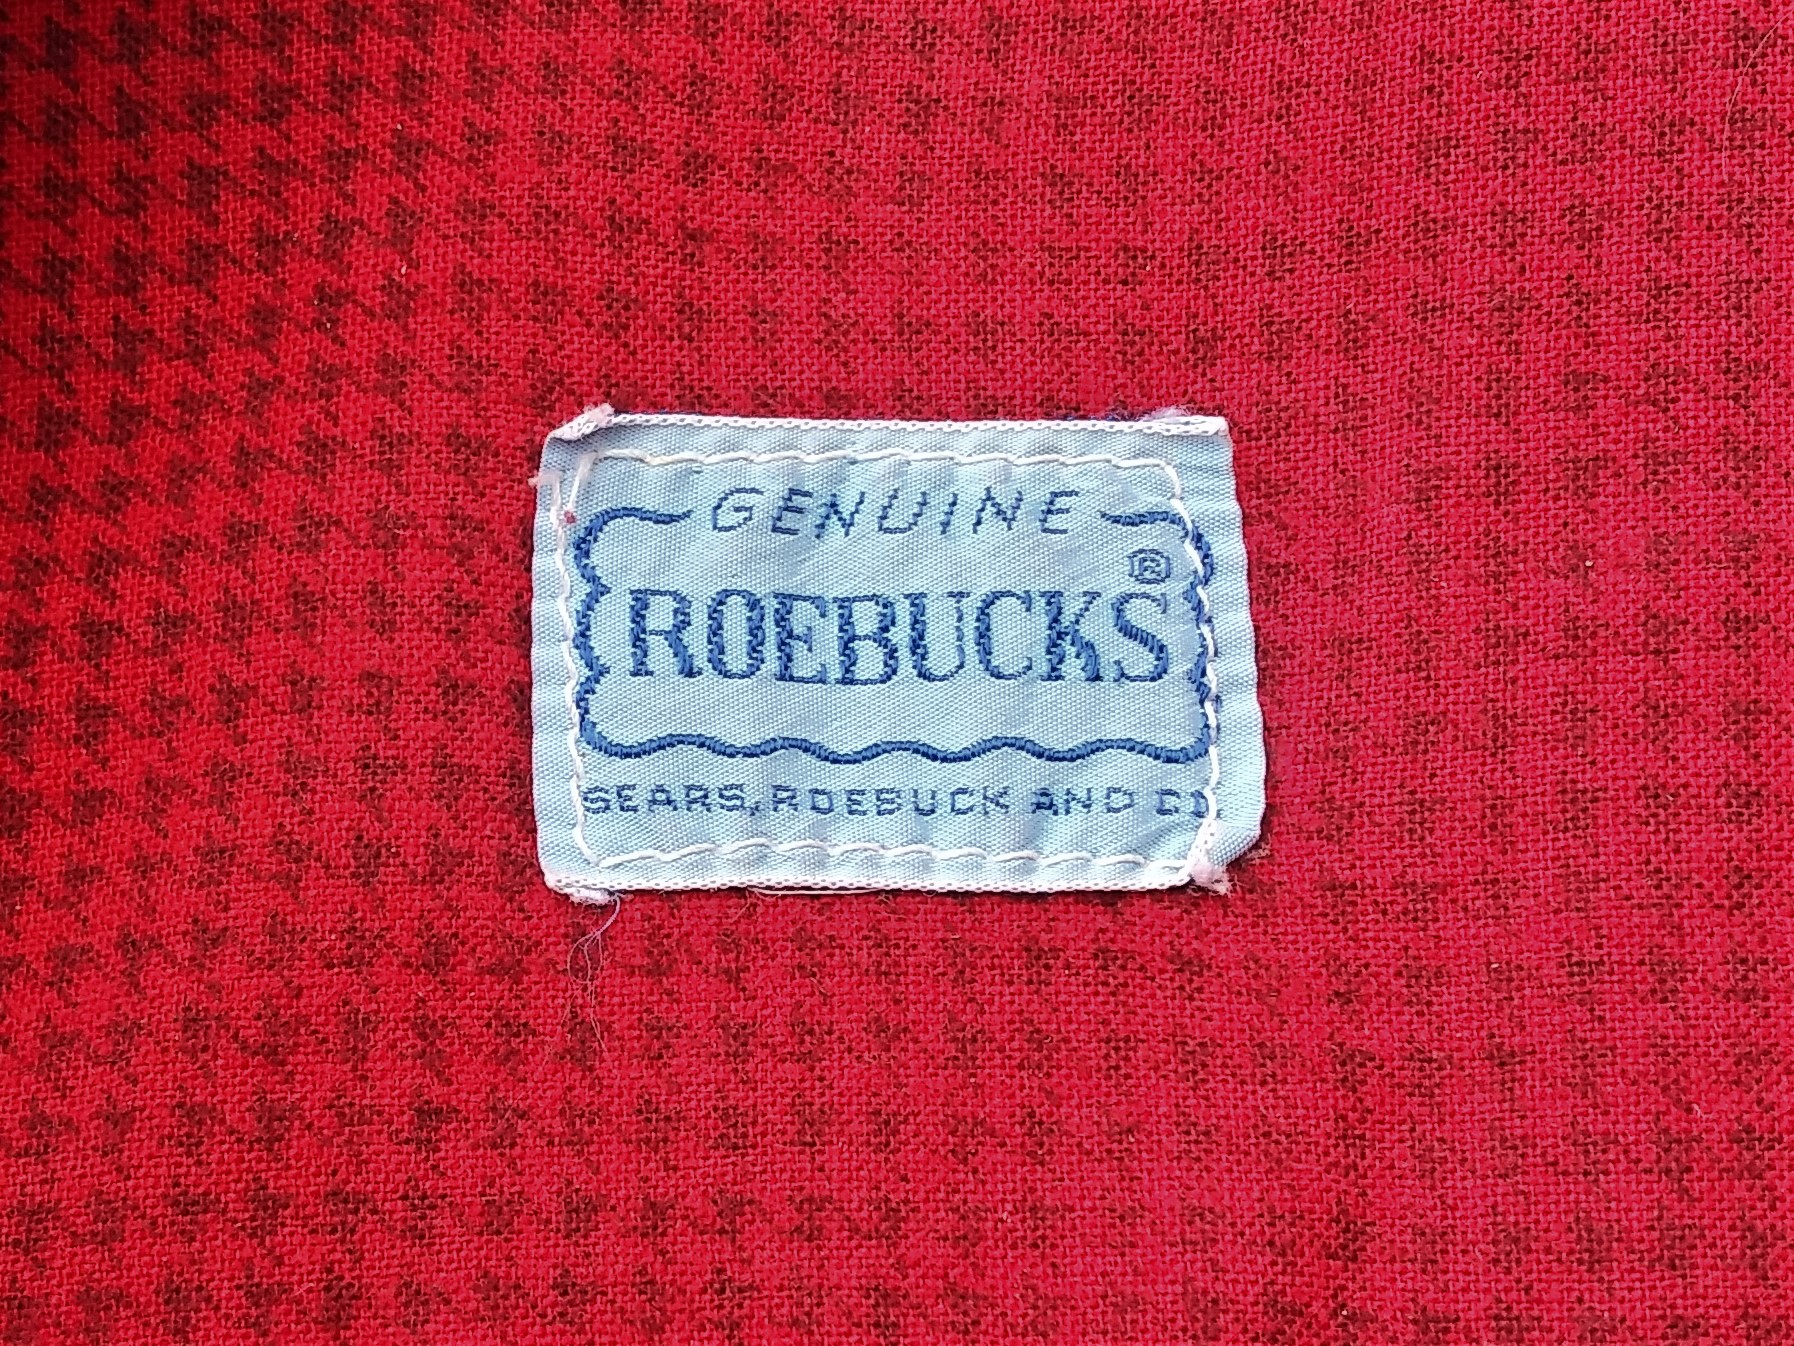 GENUINE
ROEBUCKS®
SEARS, ROEBUCK AND CO.